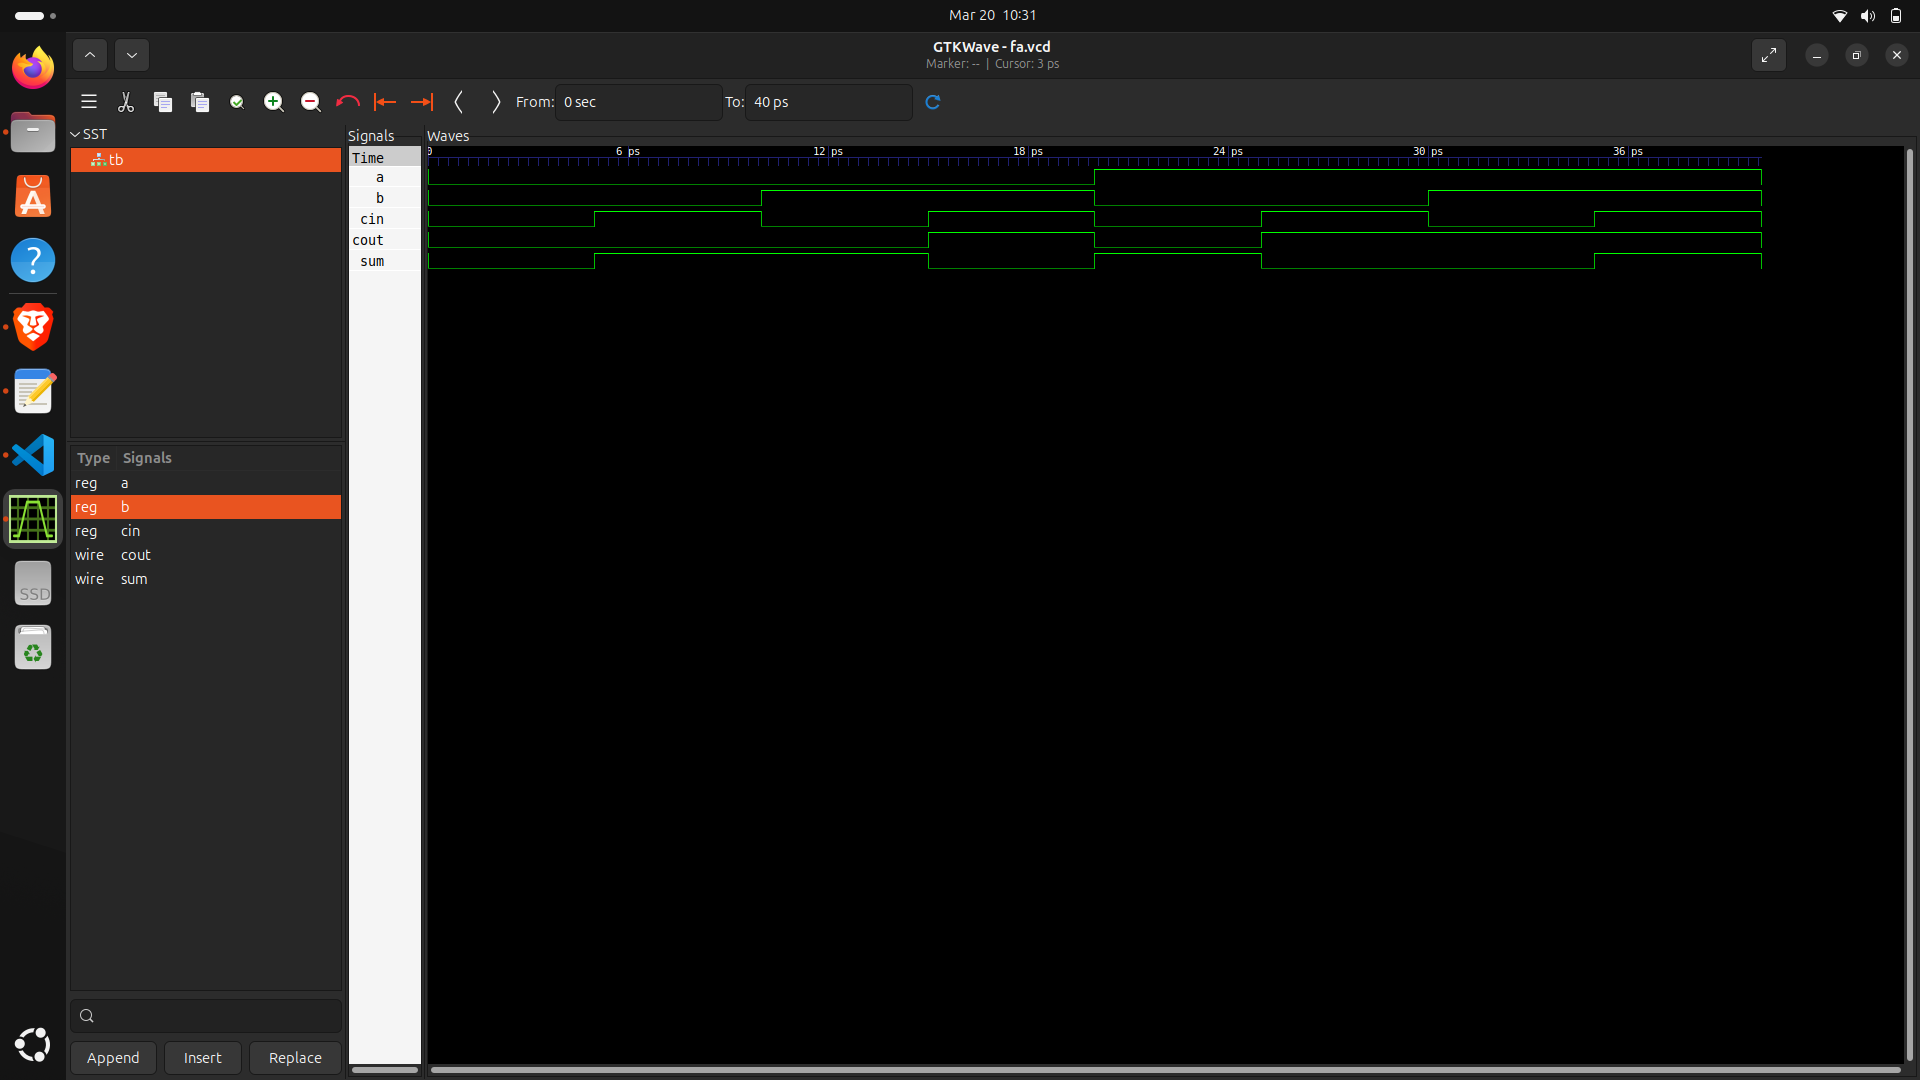 Mar 20 10:31
GTKWave - fa.vcd
Marker: -- | Cursor: 3 ps
From: 0 sec To: 40 ps
SST
tb
Type Signals
reg a
reg b
reg cin
wire cout
wire sum
Append Insert Replace
Signals
Time
a
b
cin
cout
sum
Waves
0 6 ps 12 ps 18 ps 24 ps 30 ps 36 ps
SSD